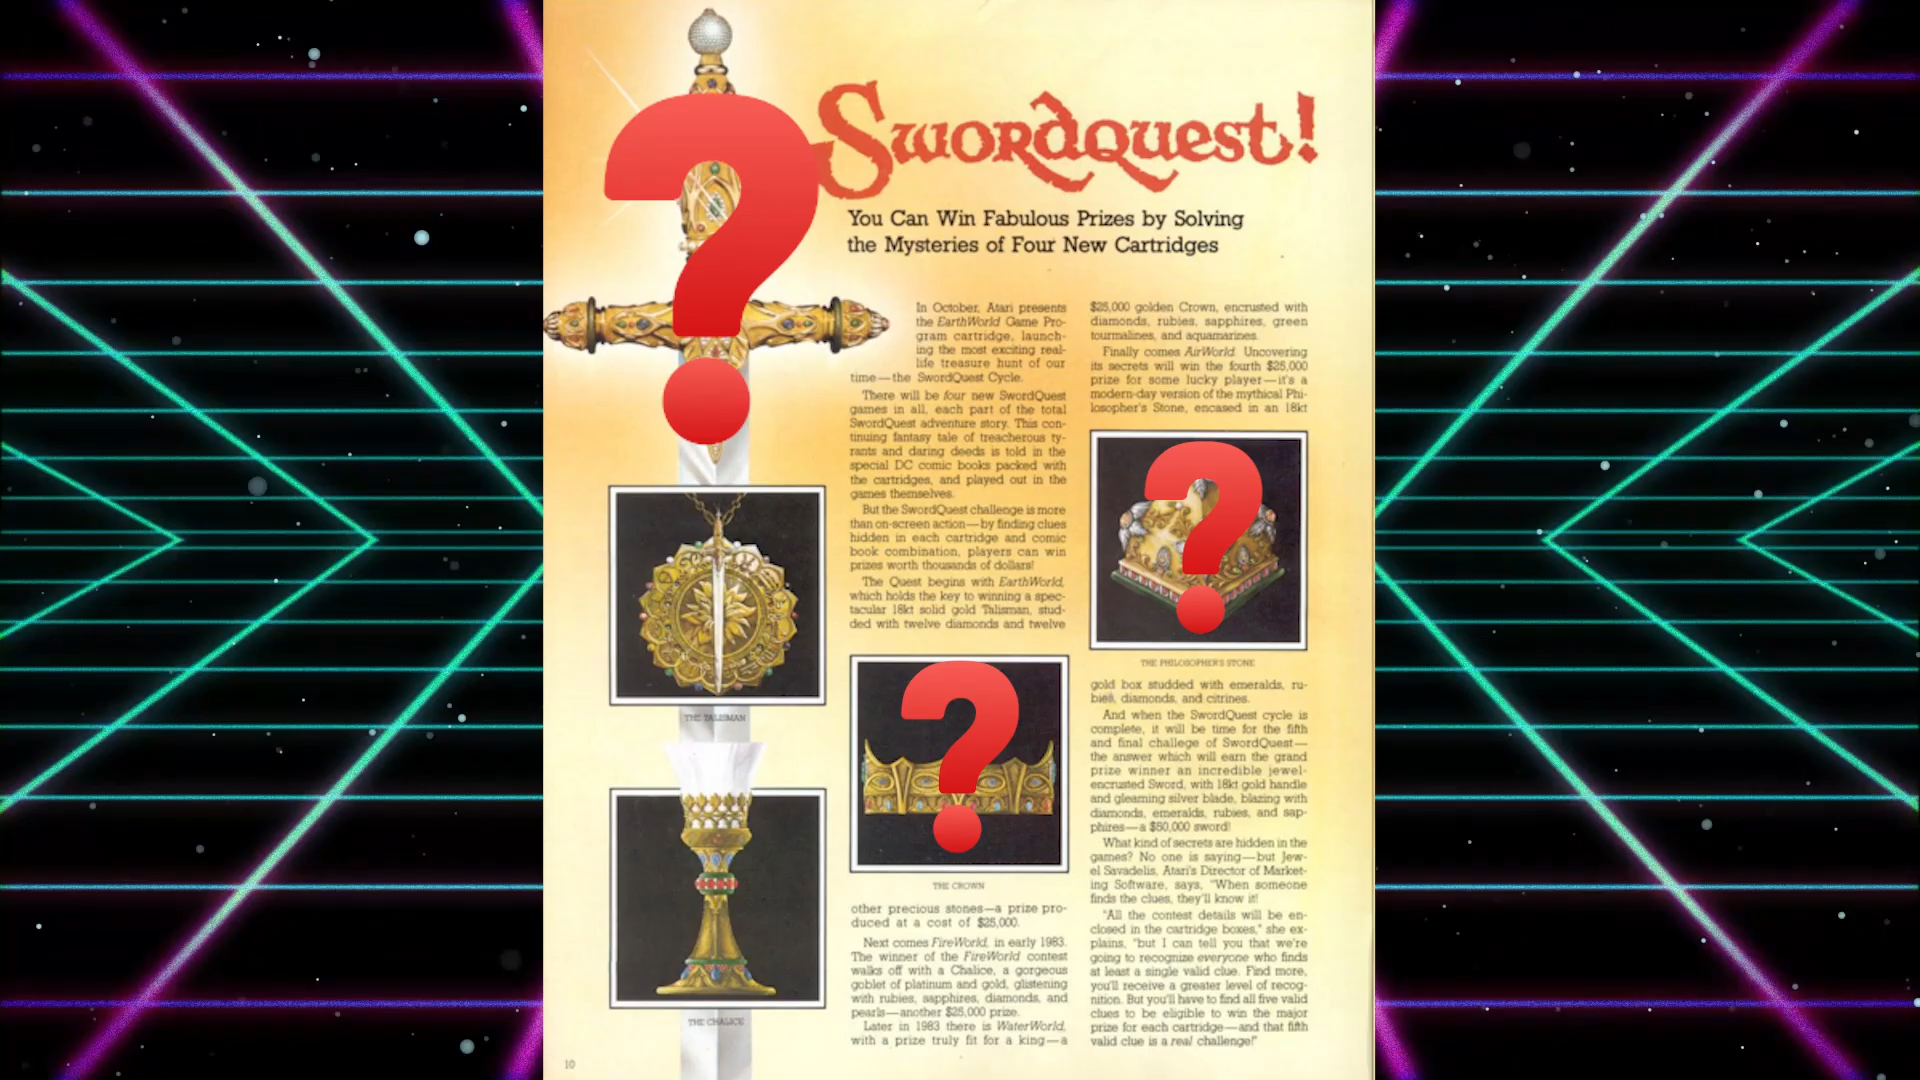 Swordquest!
You Can Win Fabulous Prizes by Solving
the Mysteries of Four New Cartridges
In October, Atari presents
the EarthWorld Game Pro-
gram cartridge, launch-
ing the most exciting real-
life treasure hunt of our
time—the SwordQuest Cycle.
There will be four new SwordQuest
games in all, each part of the total
SwordQuest adventure story. This con-
tinuing fantasy tale of treacherous ty-
rants and daring deeds is told in the
special DC comic books packed with
the cartridges, and played out in the
games themselves.
But the SwordQuest challenge is more
than on-screen action—by finding clues
hidden in each cartridge and comic
book combination, players can win
prizes worth thousands of dollars!
The Quest begins with EarthWorld,
which holds the key to winning a spec-
tacular 18kt solid gold Talisman, stud-
ded with twelve diamonds and twelve
THE TALISMAN
THE CHALICE
THE CROWN
other precious stones—a prize pro-
duced at a cost of $25,000.
Next comes FireWorld, in early 1983.
The winner of the FireWorld contest
walks off with a Chalice, a gorgeous
goblet of platinum and gold, glistening
with rubies, sapphires, diamonds, and
pearls—another $25,000 prize.
Later in 1983 there is WaterWorld,
with a prize truly fit for a king—a
$25,000 golden Crown, encrusted with
diamonds, rubies, sapphires, green
tourmalines, and aquamarines.
Finally comes AirWorld. Uncovering
its secrets will win the fourth $25,000
prize for some lucky player—it's a
modern-day version of the mythical Phi-
losopher's Stone, encased in an 18kt
THE PHILOSOPHER'S STONE
gold box studded with emeralds, ru-
bies, diamonds, and citrines.
And when the SwordQuest cycle is
complete, it will be time for the fifth
and final challege of SwordQuest—
the answer which will earn the grand
prize winner an incredible jewel-
encrusted Sword, with 18kt gold handle
and gleaming silver blade, blazing with
diamonds, emeralds, rubies, and sap-
phires—a $50,000 sword!
What kind of secrets are hidden in the
games? No one is saying—but Jew-
el Savadelis, Atari's Director of Market-
ing Software, says, "When someone
finds the clues, they'll know it!
"All the contest details will be en-
closed in the cartridge boxes," she ex-
plains, "but I can tell you that we're
going to recognize everyone who finds
at least a single valid clue. Find more,
you'll receive a greater level of recog-
nition. But you'll have to find all five valid
clues to be eligible to win the major
prize for each cartridge—and that fifth
valid clue is a real challenge!"
10